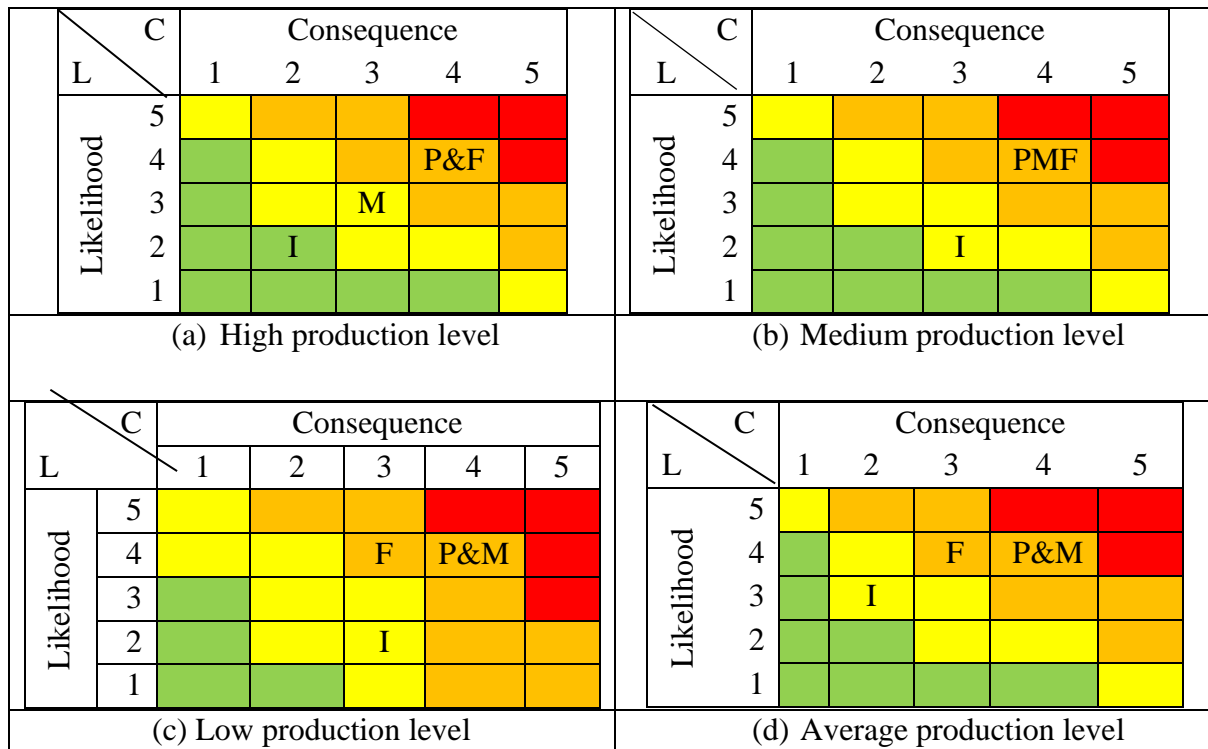 C Consequence
L 1 2 3 4 5
Likelihood
5
4 P&F
3 M
2 I
1
(a) High production level
C Consequence
L 1 2 3 4 5
Likelihood
5
4 PMF
3
2 I
1
(b) Medium production level
C Consequence
L 1 2 3 4 5
Likelihood
5
4 F P&M
3
2 I
1
(c) Low production level
C Consequence
L 1 2 3 4 5
Likelihood
5
4 F P&M
3 I
2
1
(d) Average production level